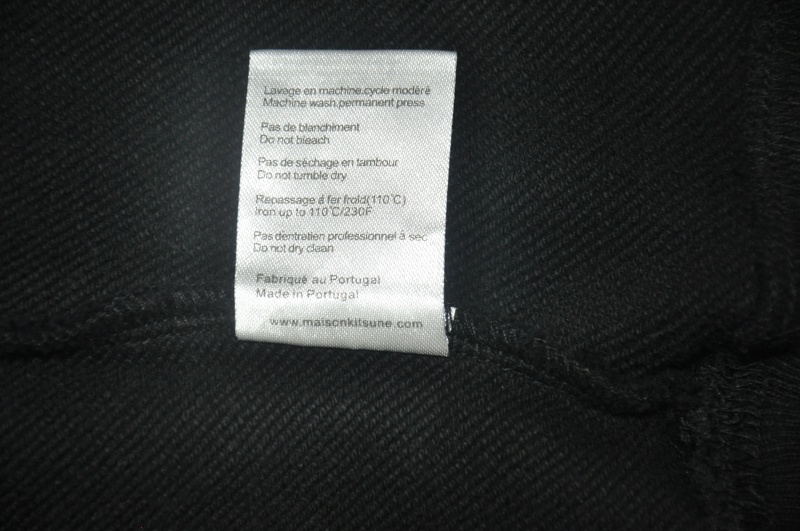 Lavage en machine.cycle modéré
Machine wash.permanent press
Pas de blanchiment
Do not bleach
Pas de séchage en tambour
Do not tumble dry
Repassage á fer froid(110℃)
Iron up to 110℃/230F
Pas dentratien professionnel à sec
Do not dry clean
Fabriqué au Portugal
Made in Portugal
www.maisonkitsune.com